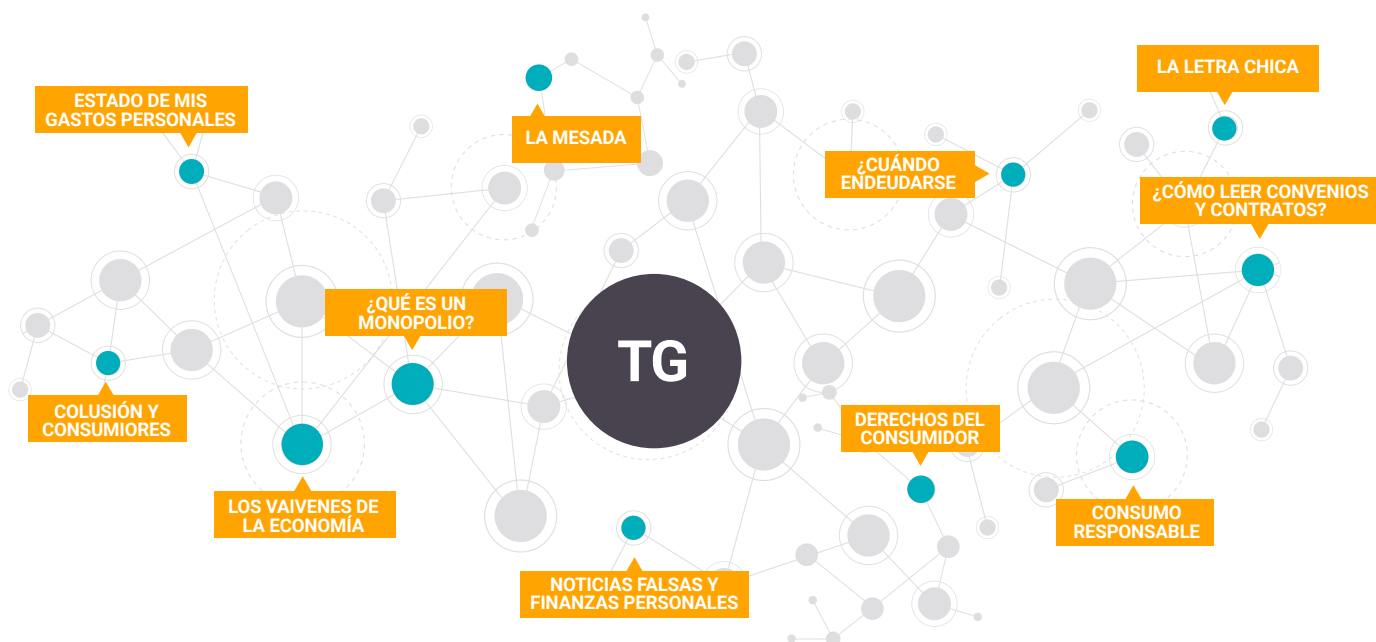 LA LETRA CHICA
ESTADO DE MIS
GASTOS PERSONALES
LA MESADA
¿CUÁNDO
ENDEUDARSE
¿CÓMO LEER CONVENIOS
Y CONTRATOS?
¿QUÉ ES UN
MONOPOLIO?
TG
COLUSIÓN Y
CONSUMIORES
DERECHOS DEL
CONSUMIDOR
LOS VAIVENES DE
LA ECONOMÍA
CONSUMO
RESPONSABLE
NOTICIAS FALSAS Y
FINANZAS PERSONALES